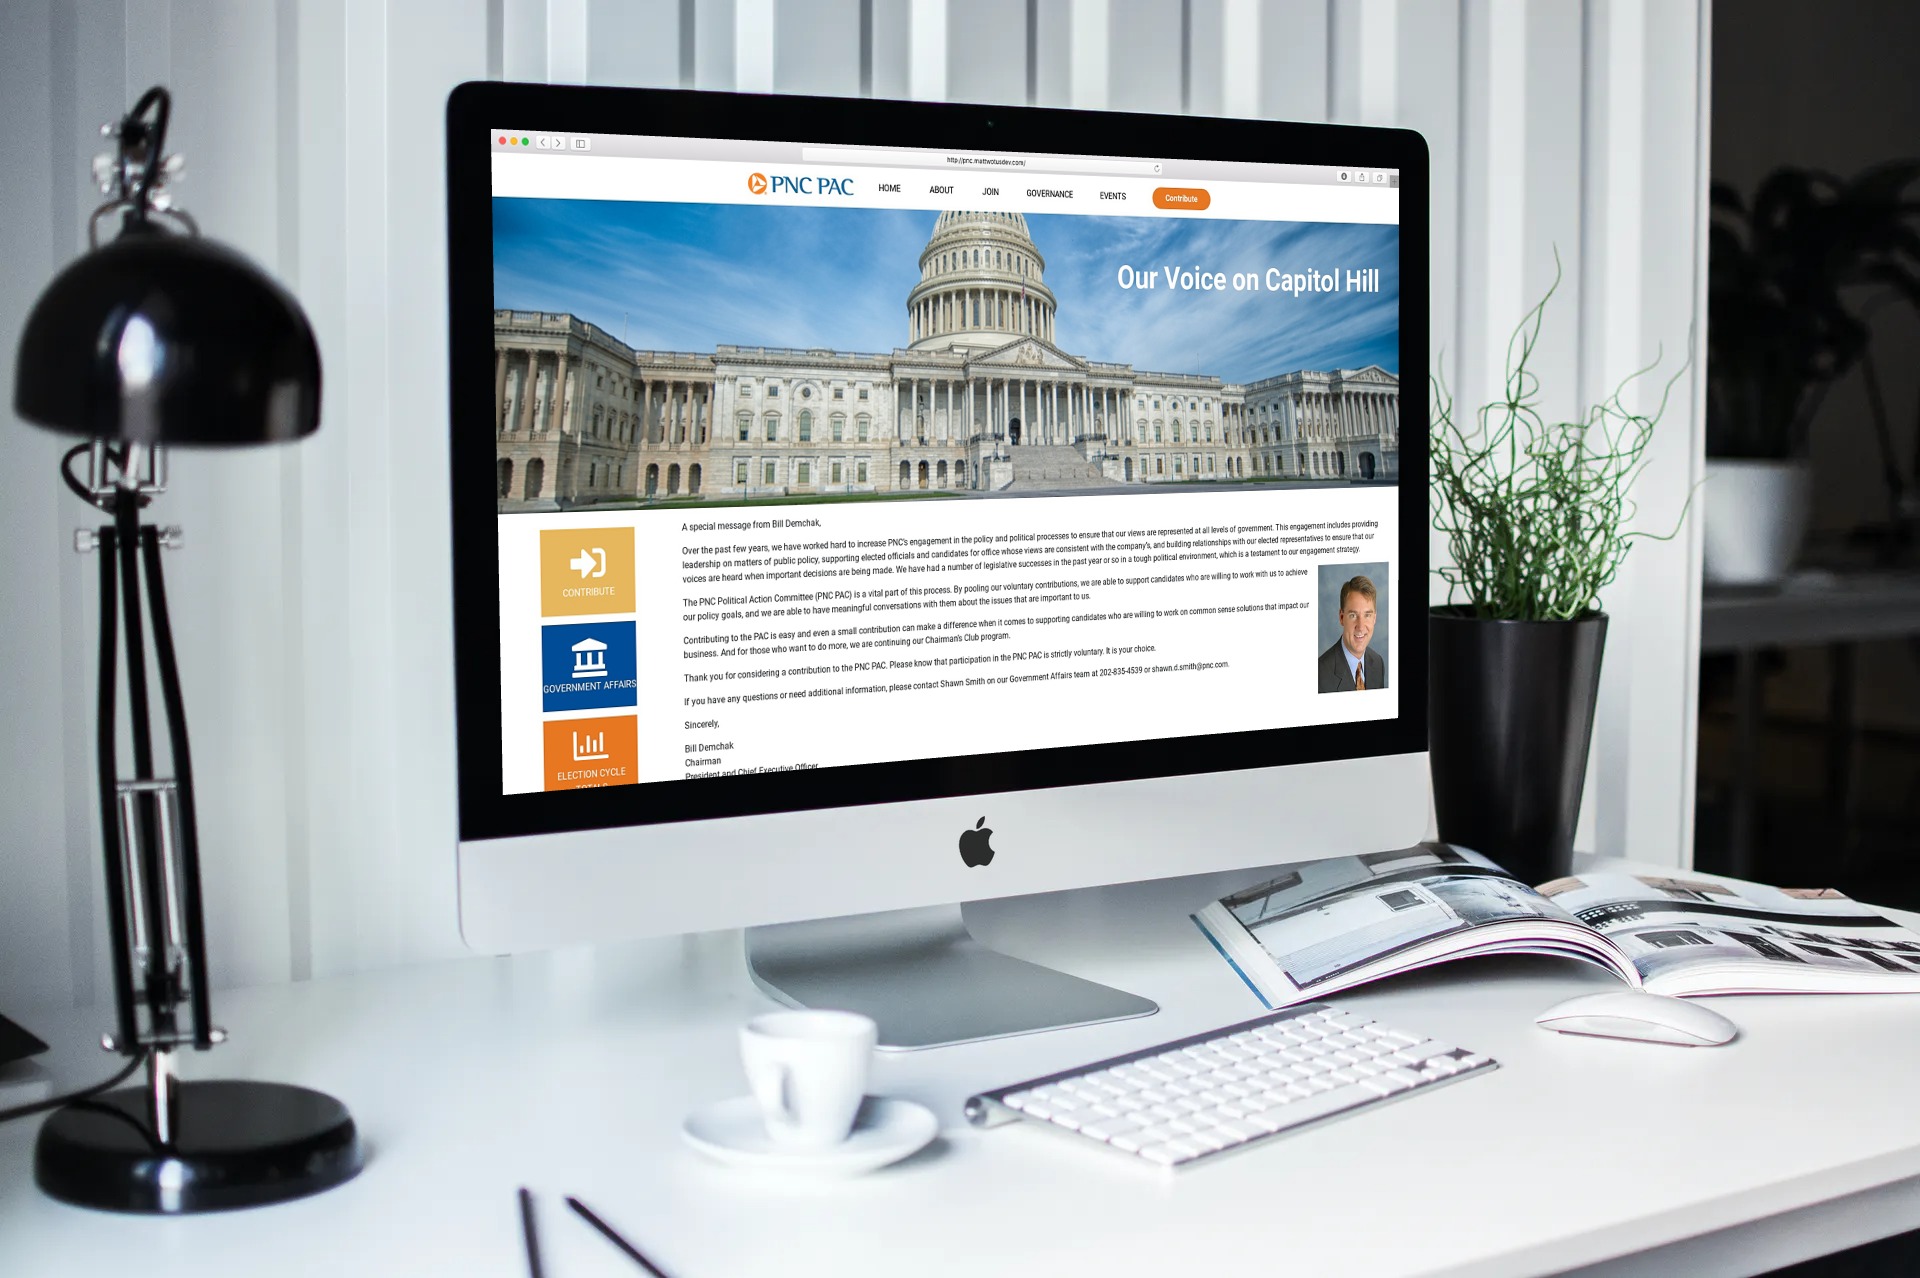 http://pnc.mattwotusdev.com/
PNC PAC HOME ABOUT JOIN GOVERNANCE EVENTS Contribute
Our Voice on Capitol Hill
CONTRIBUTE
GOVERNMENT AFFAIRS
ELECTION CYCLE
TOTALS
A special message from Bill Demchak,
Over the past few years, we have worked hard to increase PNC's engagement in the policy and political processes to ensure that our views are represented at all levels of government. This engagement includes providing
leadership on matters of public policy, supporting elected officials and candidates for office whose views are consistent with the company's, and building relationships with our elected representatives to ensure that our
voices are heard when important decisions are being made. We have had a number of legislative successes in the past year or so in a tough political environment, which is a testament to our engagement strategy.
The PNC Political Action Committee (PNC PAC) is a vital part of this process. By pooling our voluntary contributions, we are able to support candidates who are willing to work with us to achieve
our policy goals, and we are able to have meaningful conversations with them about the issues that are important to us.
Contributing to the PAC is easy and even a small contribution can make a difference when it comes to supporting candidates who are willing to work on common sense solutions that impact our
business. And for those who want to do more, we are continuing our Chairman's Club program.
Thank you for considering a contribution to the PNC PAC. Please know that participation in the PNC PAC is strictly voluntary. It is your choice.
If you have any questions or need additional information, please contact Shawn Smith on our Government Affairs team at 202-835-4539 or shawn.d.smith@pnc.com.
Sincerely,
Bill Demchak
Chairman
President and Chief Executive Officer